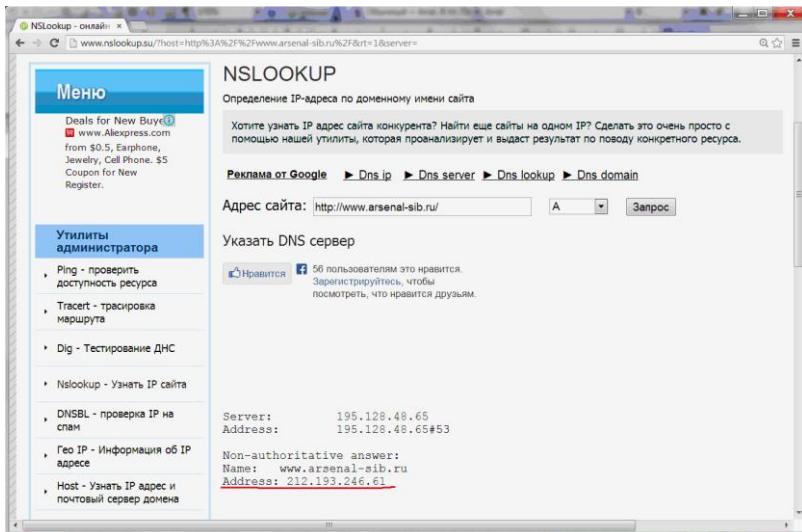 NSLookup - онлайн
www.nslookup.su/?host=http%3A%2F%2Fwww.arsenal-sib.ru%2F&rt=1&server=
Меню
Deals for New Buye
www.Aliexpress.com
from $0.5, Earphone,
Jewelry, Cell Phone. $5
Coupon for New
Register.
Утилиты
администратора
Ping - проверить
доступность ресурса
Tracert - трасировка
маршрута
Dig - Тестирование ДНС
Nslookup - Узнать IP сайта
DNSBL - проверка IP на
спам
Гео IP - Информация об IP
адресе
Host - Узнать IP адрес и
почтовый сервер домена
NSLOOKUP
Определение IP-адреса по доменному имени сайта
Хотите узнать IP адрес сайта конкурента? Найти еще сайты на одном IP? Сделать это очень просто с
помощью нашей утилиты, которая проанализирует и выдаст результат по поводу конкретного ресурса.
Реклама от Google ► Dns ip ► Dns server ► Dns lookup ► Dns domain
Адрес сайта: http://www.arsenal-sib.ru/ A Запрос
Указать DNS сервер
Нравится 56 пользователям это нравится.
Зарегистрируйтесь, чтобы
посмотреть, что нравится друзьям.
Server: 195.128.48.65
Address: 195.128.48.65#53
Non-authoritative answer:
Name: www.arsenal-sib.ru
Address: 212.193.246.61